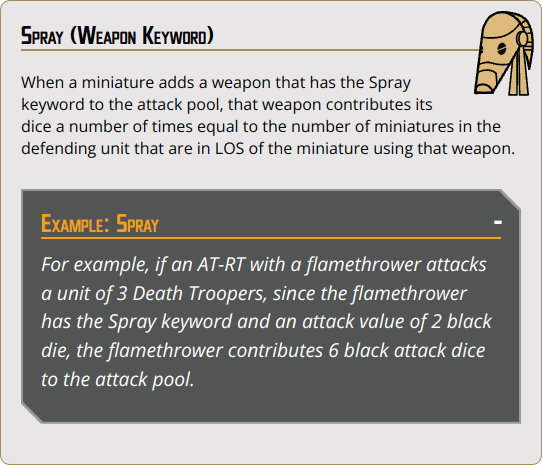 Spray (Weapon Keyword)
When a miniature adds a weapon that has the Spray
keyword to the attack pool, that weapon contributes its
dice a number of times equal to the number of miniatures in the
defending unit that are in LOS of the miniature using that weapon.
Example: Spray -
For example, if an AT-RT with a flamethrower attacks
a unit of 3 Death Troopers, since the flamethrower
has the Spray keyword and an attack value of 2 black
die, the flamethrower contributes 6 black attack dice
to the attack pool.